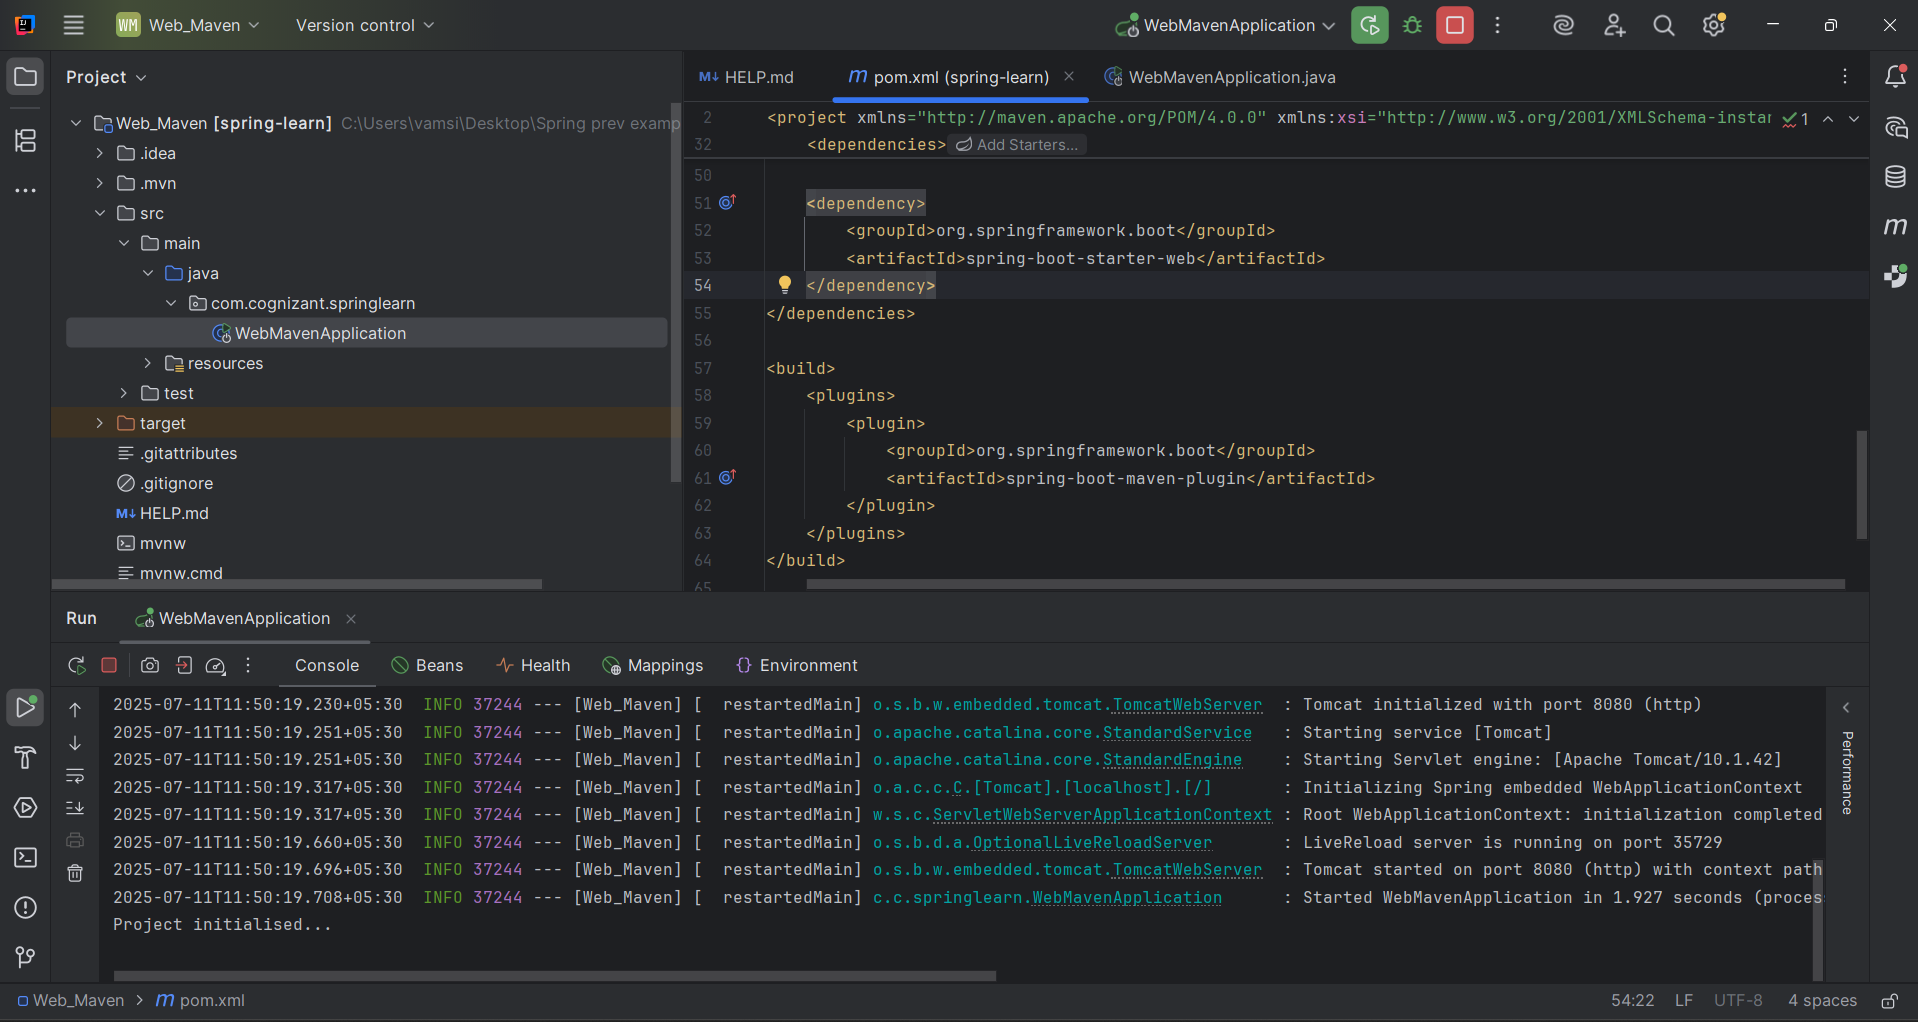 WM Web_Maven
Version control
WebMavenApplication
Project
Web_Maven [spring-learn] C:\Users\vamsi\Desktop\Spring prev examp
.idea
.mvn
src
main
java
com.cognizant.springlearn
WebMavenApplication
resources
test
target
.gitattributes
.gitignore
M↓ HELP.md
mvnw
mvnw.cmd
M↓ HELP.md
m pom.xml (spring-learn)
WebMavenApplication.java
2 <project xmlns="http://maven.apache.org/POM/4.0.0" xmlns:xsi="http://www.w3.org/2001/XMLSchema-instar 1
32 <dependencies> Add Starters...
50
51 <dependency>
52 <groupId>org.springframework.boot</groupId>
53 <artifactId>spring-boot-starter-web</artifactId>
54 </dependency>
55 </dependencies>
56
57 <build>
58 <plugins>
59 <plugin>
60 <groupId>org.springframework.boot</groupId>
61 <artifactId>spring-boot-maven-plugin</artifactId>
62 </plugin>
63 </plugins>
64 </build>
65
Run WebMavenApplication
Console Beans Health Mappings Environment
2025-07-11T11:50:19.230+05:30 INFO 37244 --- [Web_Maven] [ restartedMain] o.s.b.w.embedded.tomcat.TomcatWebServer : Tomcat initialized with port 8080 (http)
2025-07-11T11:50:19.251+05:30 INFO 37244 --- [Web_Maven] [ restartedMain] o.apache.catalina.core.StandardService : Starting service [Tomcat]
2025-07-11T11:50:19.251+05:30 INFO 37244 --- [Web_Maven] [ restartedMain] o.apache.catalina.core.StandardEngine : Starting Servlet engine: [Apache Tomcat/10.1.42]
2025-07-11T11:50:19.317+05:30 INFO 37244 --- [Web_Maven] [ restartedMain] o.a.c.c.C.[Tomcat].[localhost].[/] : Initializing Spring embedded WebApplicationContext
2025-07-11T11:50:19.317+05:30 INFO 37244 --- [Web_Maven] [ restartedMain] w.s.c.ServletWebServerApplicationContext : Root WebApplicationContext: initialization completed
2025-07-11T11:50:19.660+05:30 INFO 37244 --- [Web_Maven] [ restartedMain] o.s.b.d.a.OptionalLiveReloadServer : LiveReload server is running on port 35729
2025-07-11T11:50:19.696+05:30 INFO 37244 --- [Web_Maven] [ restartedMain] o.s.b.w.embedded.tomcat.TomcatWebServer : Tomcat started on port 8080 (http) with context path
2025-07-11T11:50:19.708+05:30 INFO 37244 --- [Web_Maven] [ restartedMain] c.c.springlearn.WebMavenApplication : Started WebMavenApplication in 1.927 seconds (proces
Project initialised...
Performance
Web_Maven > m pom.xml
54:22 LF UTF-8 4 spaces